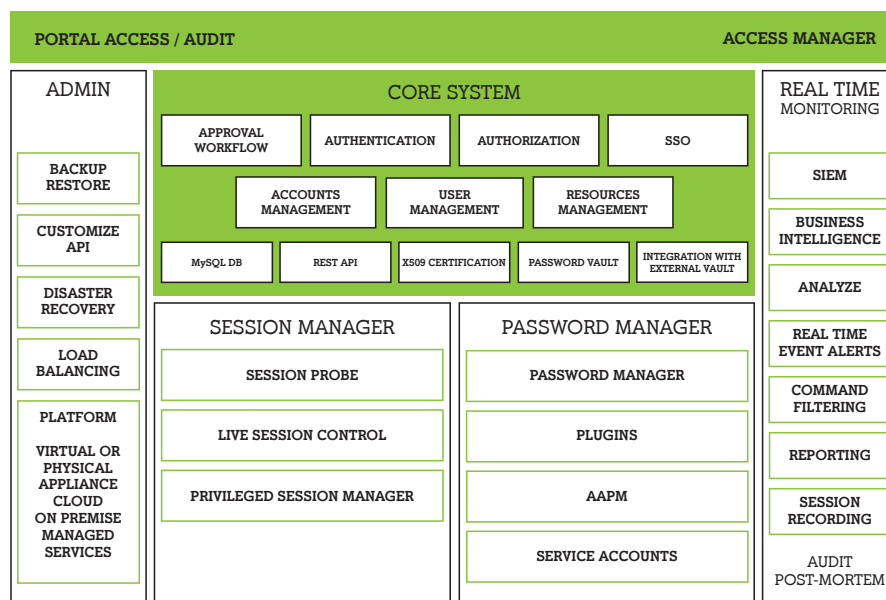 PORTAL ACCESS / AUDIT
ACCESS MANAGER
ADMIN
BACKUP
RESTORE
CUSTOMIZE
API
DISASTER
RECOVERY
LOAD
BALANCING
PLATFORM
VIRTUAL OR
PHYSICAL
APPLIANCE
CLOUD
ON PREMISE
MANAGED
SERVICES
CORE SYSTEM
APPROVAL
WORKFLOW
AUTHENTICATION
AUTHORIZATION
SSO
ACCOUNTS
MANAGEMENT
USER
MANAGEMENT
RESOURCES
MANAGEMENT
MySQL DB
REST API
X509 CERTIFICATION
PASSWORD VAULT
INTEGRATION WITH
EXTERNAL VAULT
SESSION MANAGER
SESSION PROBE
LIVE SESSION CONTROL
PRIVILEGED SESSION MANAGER
PASSWORD MANAGER
PASSWORD MANAGER
PLUGINS
AAPM
SERVICE ACCOUNTS
REAL TIME
MONITORING
SIEM
BUSINESS
INTELLIGENCE
ANALYZE
REAL TIME
EVENT ALERTS
COMMAND
FILTERING
REPORTING
SESSION
RECORDING
AUDIT
POST-MORTEM